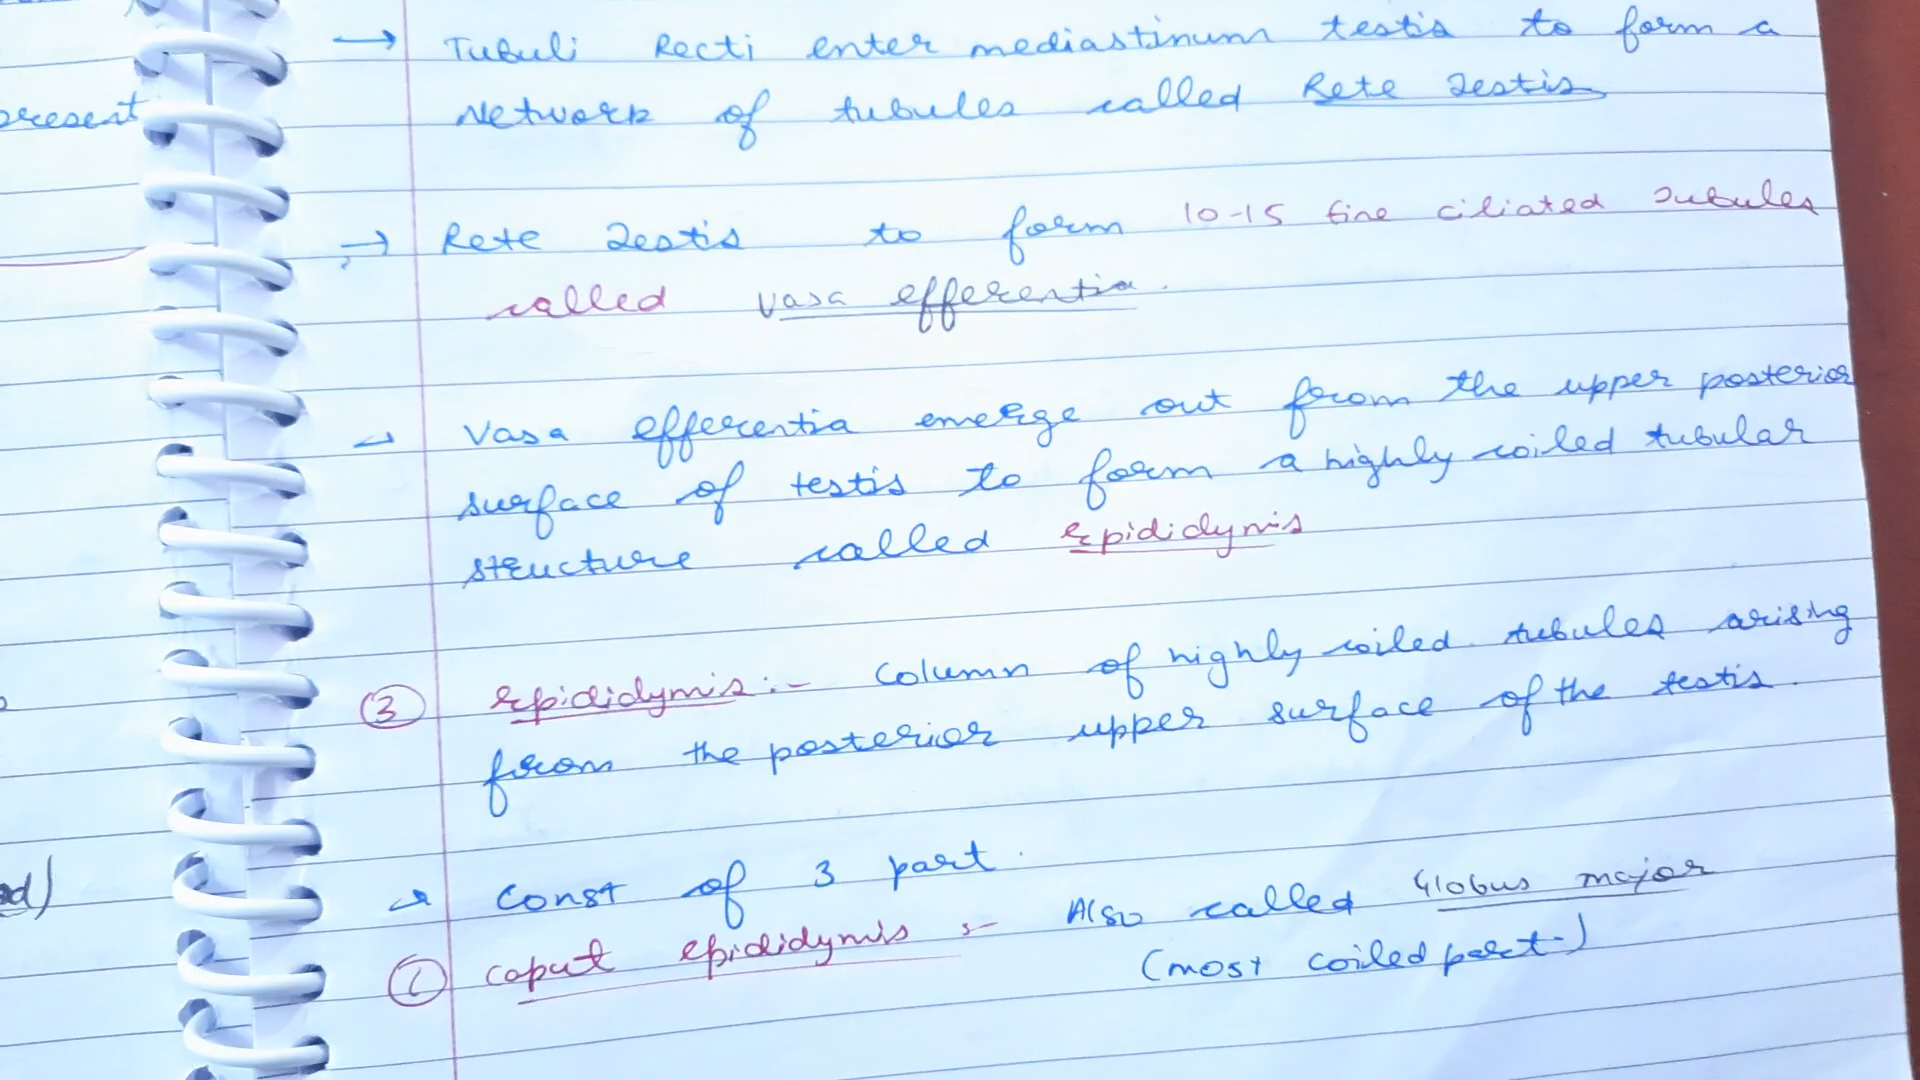 → Tubuli Recti enter mediastinum testis to form a
Network of tubules called Rete Testis
present
→ Rete Testis to form 10-15 fine ciliated Tubules
called Vasa efferentia.
→ Vasa efferentia emerge out from the upper posterior
surface of testis to form a highly coiled tubular
structure called Epididymis
③ Epididymis :- Column of highly coiled tubules arising
from the posterior upper surface of the testis.
→ Const of 3 part.
① Caput epididymis :- Also called Globus major
(most coiled part.)